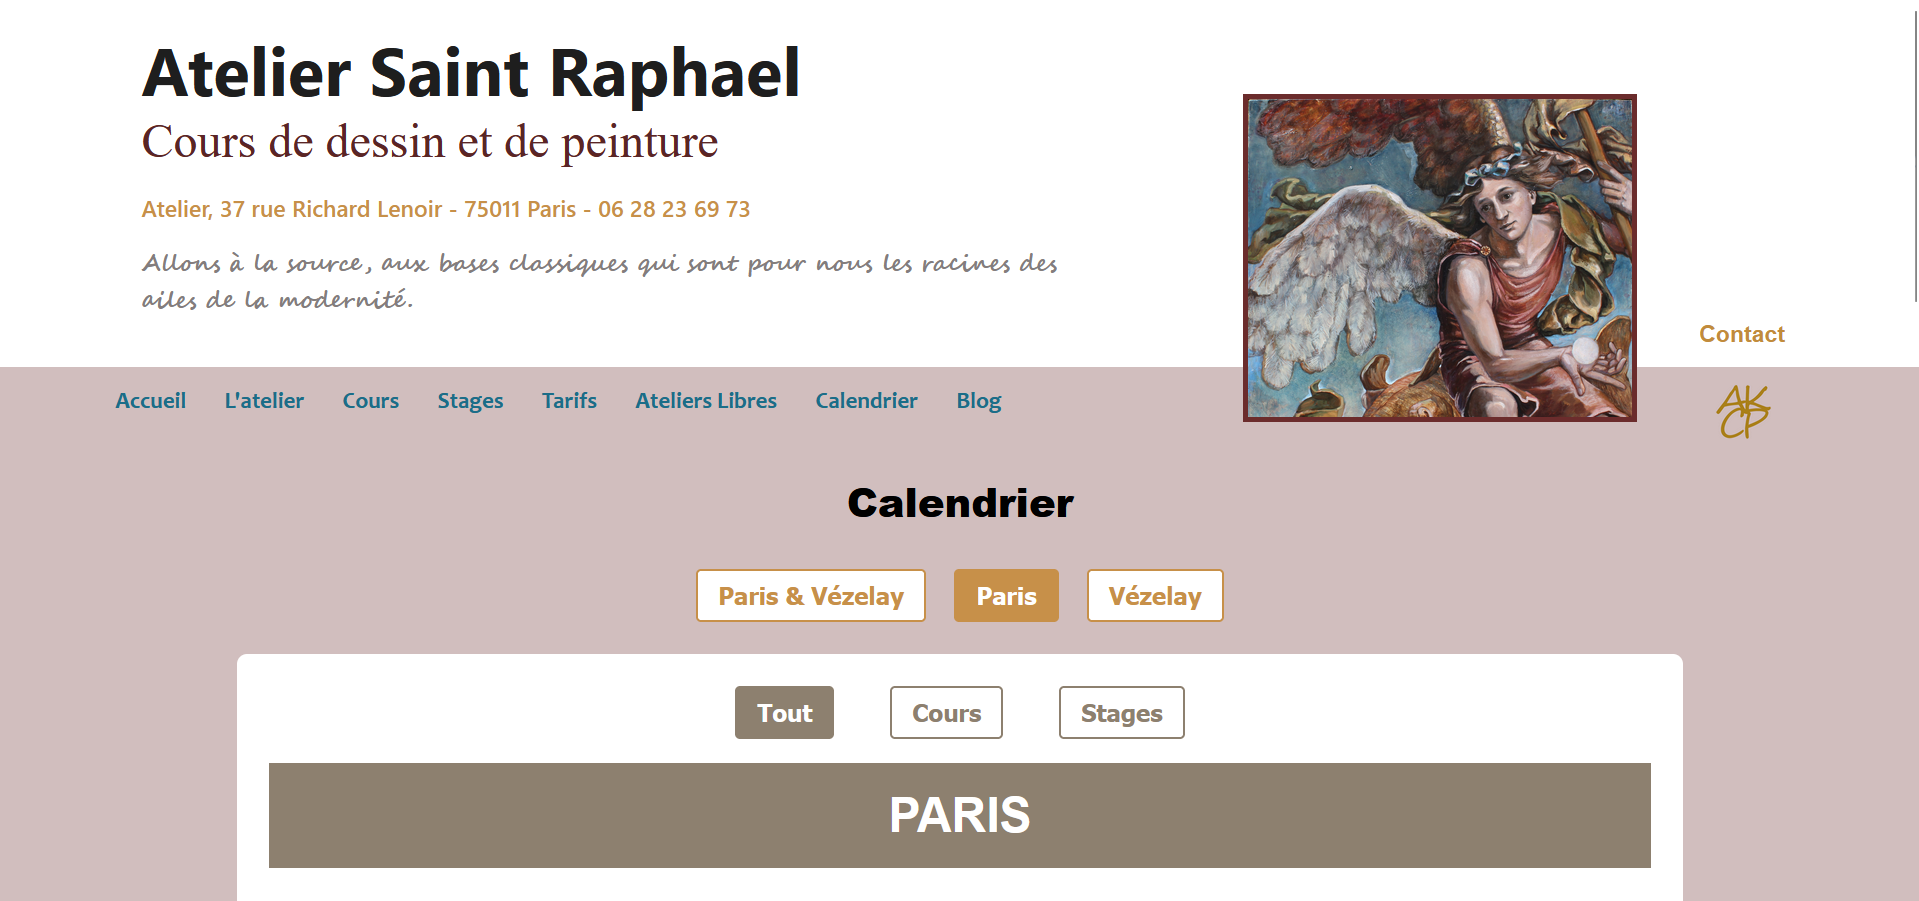 Atelier Saint Raphael
Cours de dessin et de peinture
Atelier, 37 rue Richard Lenoir - 75011 Paris - 06 28 23 69 73
Allons à la source, aux bases classiques qui sont pour nous les racines des
ailes de la modernité.
Contact
Accueil L'atelier Cours Stages Tarifs Ateliers Libres Calendrier Blog
AK
CP
Calendrier
Paris & Vézelay Paris Vézelay
Tout Cours Stages
PARIS